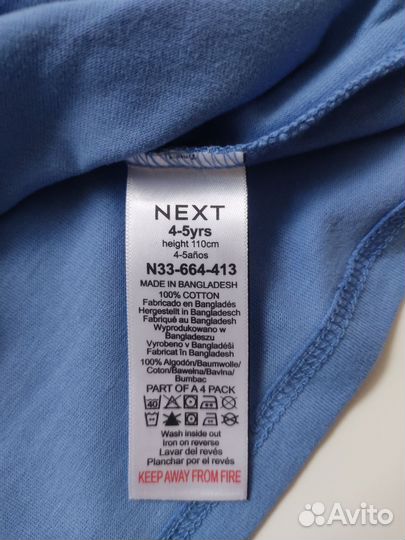 NEXT
4-5yrs
height 110cm
4-5años
N33-664-413
MADE IN BANGLADESH
100% COTTON
Fabricado en Bangladés
Hergestellt in Bangladesch
Fabriqué au Bangladesh
Wyprodukowano w
Bangladeszu
Vyrobeno v Bangladéši
Fabricat în Bangladesh
100% Algodón/Baumwolle/
Coton/Bawełna/Bavlna/
Bumbac
PART OF A 4 PACK
40
Wash inside out
Iron on reverse
Lavar del revés
Planchar por el revés
KEEP AWAY FROM FIRE
Avito